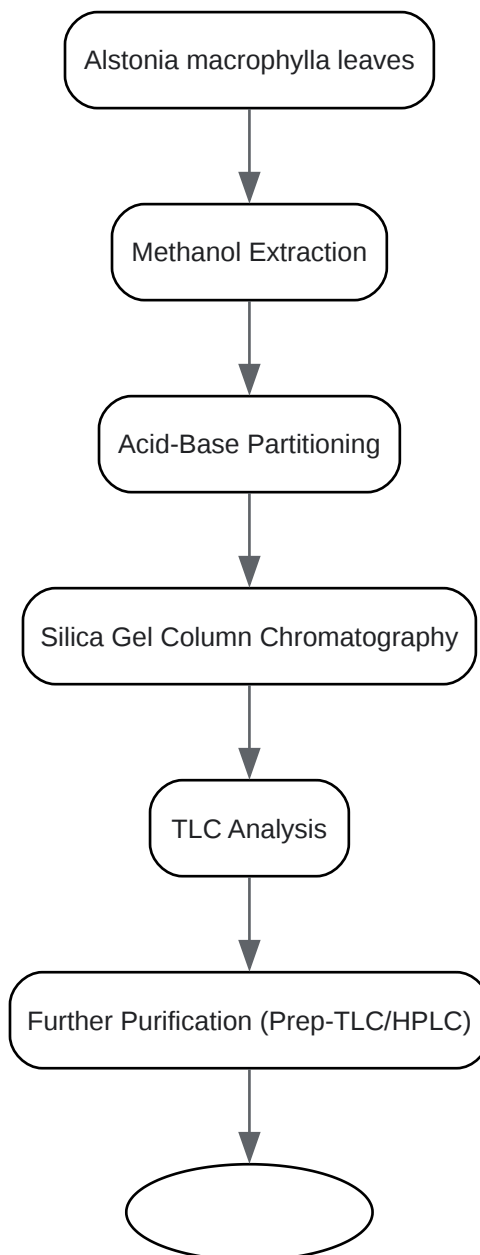 Alstonia macrophylla leaves
Methanol Extraction
Acid-Base Partitioning
Silica Gel Column Chromatography
TLC Analysis
Further Purification (Prep-TLC/HPLC)